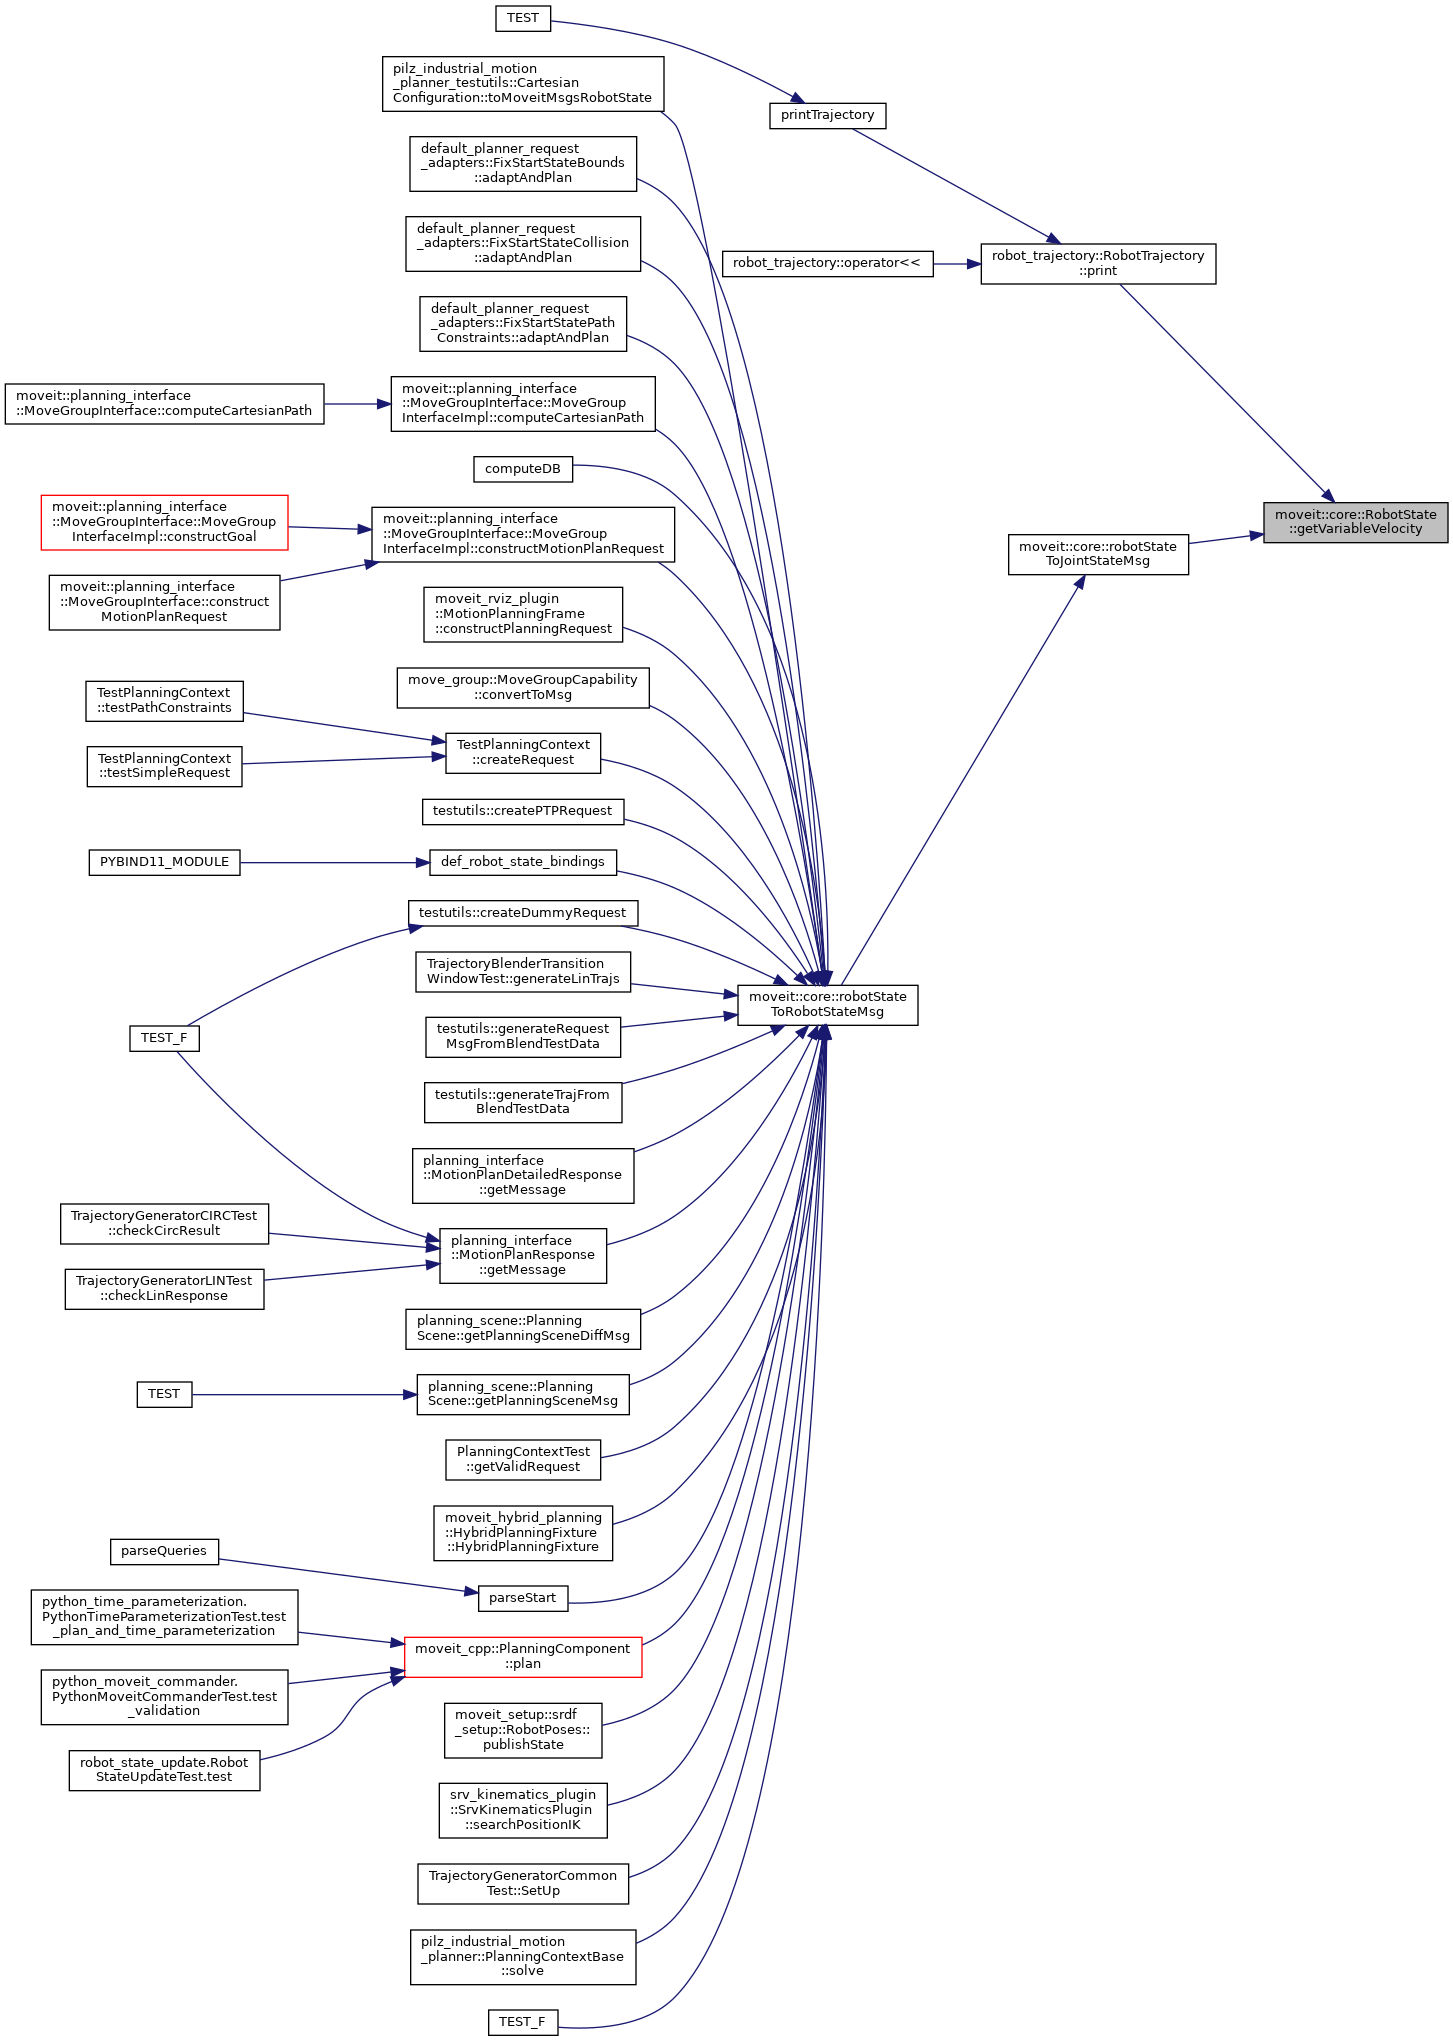 TEST
pilz_industrial_motion
_planner_testutils::Cartesian
Configuration::toMoveitMsgsRobotState
printTrajectory
default_planner_request
_adapters::FixStartStateBounds
::adaptAndPlan
default_planner_request
_adapters::FixStartStateCollision
::adaptAndPlan
robot_trajectory::operator<<
robot_trajectory::RobotTrajectory
::print
default_planner_request
_adapters::FixStartStatePath
Constraints::adaptAndPlan
moveit::planning_interface
::MoveGroupInterface::computeCartesianPath
moveit::planning_interface
::MoveGroupInterface::MoveGroup
InterfaceImpl::computeCartesianPath
computeDB
moveit::planning_interface
::MoveGroupInterface::MoveGroup
InterfaceImpl::constructGoal
moveit::planning_interface
::MoveGroupInterface::MoveGroup
InterfaceImpl::constructMotionPlanRequest
moveit::core::RobotState
::getVariableVelocity
moveit::core::robotState
ToJointStateMsg
moveit::planning_interface
::MoveGroupInterface::construct
MotionPlanRequest
moveit_rviz_plugin
::MotionPlanningFrame
::constructPlanningRequest
move_group::MoveGroupCapability
::convertToMsg
TestPlanningContext
::testPathConstraints
TestPlanningContext
::createRequest
TestPlanningContext
::testSimpleRequest
testutils::createPTPRequest
PYBIND11_MODULE
def_robot_state_bindings
testutils::createDummyRequest
TrajectoryBlenderTransition
WindowTest::generateLinTrajs
moveit::core::robotState
ToRobotStateMsg
TEST_F
testutils::generateRequest
MsgFromBlendTestData
testutils::generateTrajFrom
BlendTestData
planning_interface
::MotionPlanDetailedResponse
::getMessage
TrajectoryGeneratorCIRCTest
::checkCircResult
planning_interface
::MotionPlanResponse
::getMessage
TrajectoryGeneratorLINTest
::checkLinResponse
planning_scene::Planning
Scene::getPlanningSceneDiffMsg
TEST
planning_scene::Planning
Scene::getPlanningSceneMsg
PlanningContextTest
::getValidRequest
moveit_hybrid_planning
::HybridPlanningFixture
::HybridPlanningFixture
parseQueries
parseStart
python_time_parameterization.
PythonTimeParameterizationTest.test
_plan_and_time_parameterization
moveit_cpp::PlanningComponent
::plan
python_moveit_commander.
PythonMoveitCommanderTest.test
_validation
moveit_setup::srdf
_setup::RobotPoses::
publishState
robot_state_update.Robot
StateUpdateTest.test
srv_kinematics_plugin
::SrvKinematicsPlugin
::searchPositionIK
TrajectoryGeneratorCommon
Test::SetUp
pilz_industrial_motion
_planner::PlanningContextBase
::solve
TEST_F